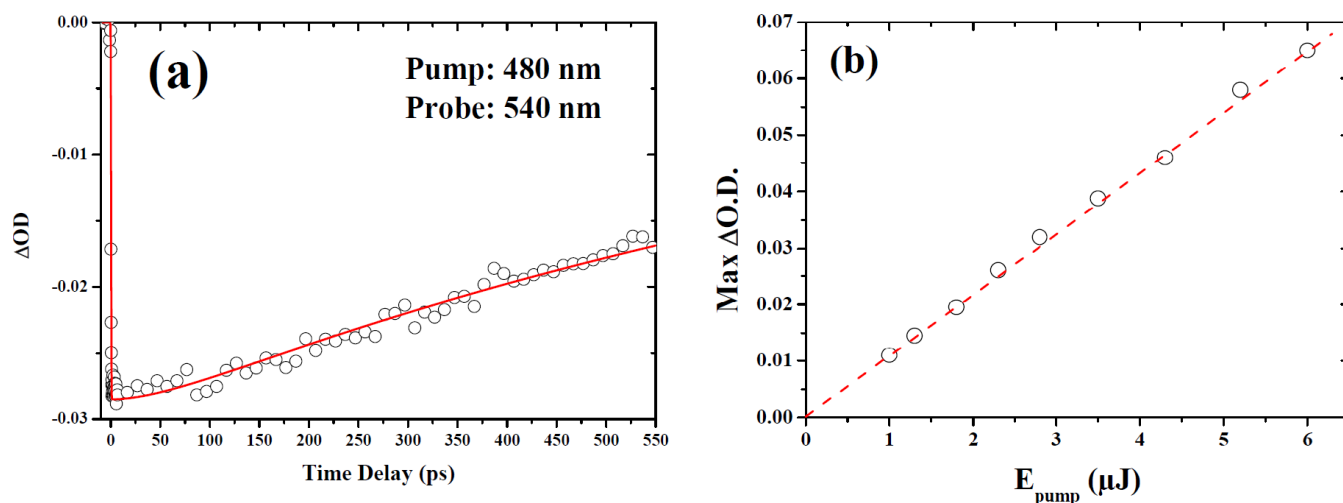 (a)
Pump: 480 nm
Probe: 540 nm
ΔOD
0.00
-0.01
-0.02
-0.03
0 50 100 150 200 250 300 350 400 450 500 550
Time Delay (ps)
(b)
Max ΔO.D.
0.07
0.06
0.05
0.04
0.03
0.02
0.01
0.00
0 1 2 3 4 5 6
E_pump (μJ)